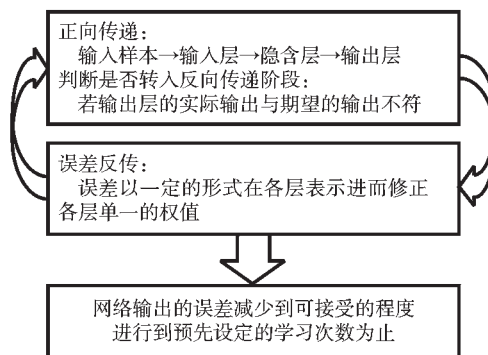 正向传递：
输入样本→输入层→隐含层→输出层
判断是否转入反向传递阶段：
若输出层的实际输出与期望的输出不符
误差反传：
误差以一定的形式在各层表示进而修正
各层单一的权值
网络输出的误差减少到可接受的程度
进行到预先设定的学习次数为止